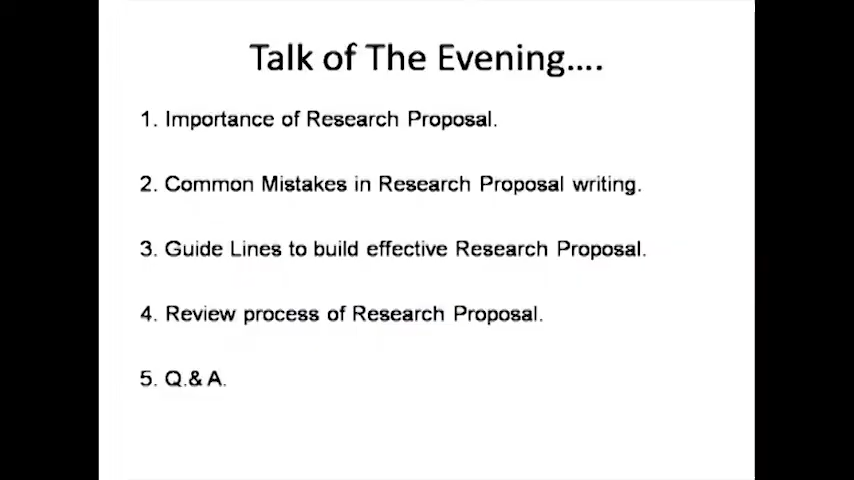 Talk of The Evening....
1. Importance of Research Proposal.
2. Common Mistakes in Research Proposal writing.
3. Guide Lines to build effective Research Proposal.
4. Review process of Research Proposal.
5. Q.& A.